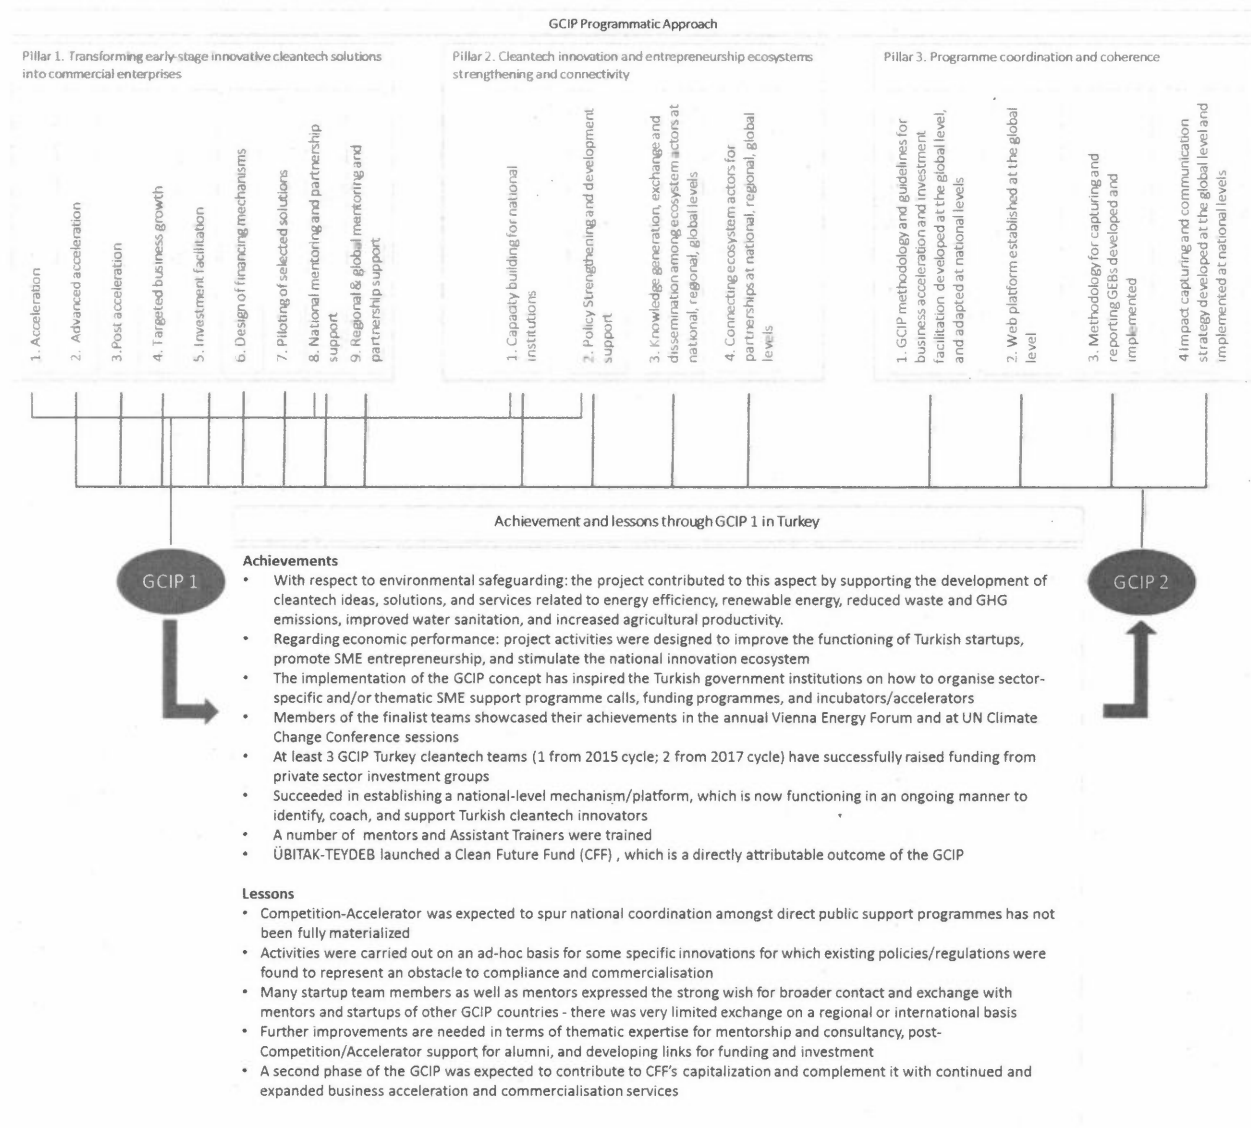 GCIP Programmatic Approach
Pillar 1. Transforming early-stage innovative cleantech solutions
into commercial enterprises
1. Acceleration
2. Advanced acceleration
3.Post acceleration
4. Targeted business growth
5. Investment facilitation
6. Design of financing mechanisms
7. Piloting of selected solutions
8. National mentoring and partnership
support
9. Regional & global mentoring and
partnership support
Pillar 2. Cleantech innovation and entrepreneurship ecosystems
strengthening and connectivity
1. Capacity building for national
institutions
2. Policy Strengthening and development
support
3. Knowledge generation, exchange and
dissemination among ecosystem actors at
national, regional, global levels
4. Connecting ecosystem actors for
partnerships at national, regional, global
levels
Pillar 3. Programme coordination and coherence
1. GCIP methodology and guidelines for
business acceleration and investment
facilitation developed at the global level,
and adapted at national levels
2. Web platform established at the global
level
3. Methodology for capturing and
reporting GEBs developed and
implemented
4 Impact capturing and communication
strategy developed at the global level and
implemented at national levels
Achievement and lessons through GCIP 1 in Turkey
GCIP 1
GCIP 2
Achievements
• With respect to environmental safeguarding: the project contributed to this aspect by supporting the development of
cleantech ideas, solutions, and services related to energy efficiency, renewable energy, reduced waste and GHG
emissions, improved water sanitation, and increased agricultural productivity.
• Regarding economic performance: project activities were designed to improve the functioning of Turkish startups,
promote SME entrepreneurship, and stimulate the national innovation ecosystem
• The implementation of the GCIP concept has inspired the Turkish government institutions on how to organise sector-
specific and/or thematic SME support programme calls, funding programmes, and incubators/accelerators
• Members of the finalist teams showcased their achievements in the annual Vienna Energy Forum and at UN Climate
Change Conference sessions
• At least 3 GCIP Turkey cleantech teams (1 from 2015 cycle; 2 from 2017 cycle) have successfully raised funding from
private sector investment groups
• Succeeded in establishing a national-level mechanism/platform, which is now functioning in an ongoing manner to
identify, coach, and support Turkish cleantech innovators
• A number of mentors and Assistant Trainers were trained
• ÜBITAK-TEYDEB launched a Clean Future Fund (CFF) , which is a directly attributable outcome of the GCIP
Lessons
• Competition-Accelerator was expected to spur national coordination amongst direct public support programmes has not
been fully materialized
• Activities were carried out on an ad-hoc basis for some specific innovations for which existing policies/regulations were
found to represent an obstacle to compliance and commercialisation
• Many startup team members as well as mentors expressed the strong wish for broader contact and exchange with
mentors and startups of other GCIP countries - there was very limited exchange on a regional or international basis
• Further improvements are needed in terms of thematic expertise for mentorship and consultancy, post-
Competition/Accelerator support for alumni, and developing links for funding and investment
• A second phase of the GCIP was expected to contribute to CFF's capitalization and complement it with continued and
expanded business acceleration and commercialisation services